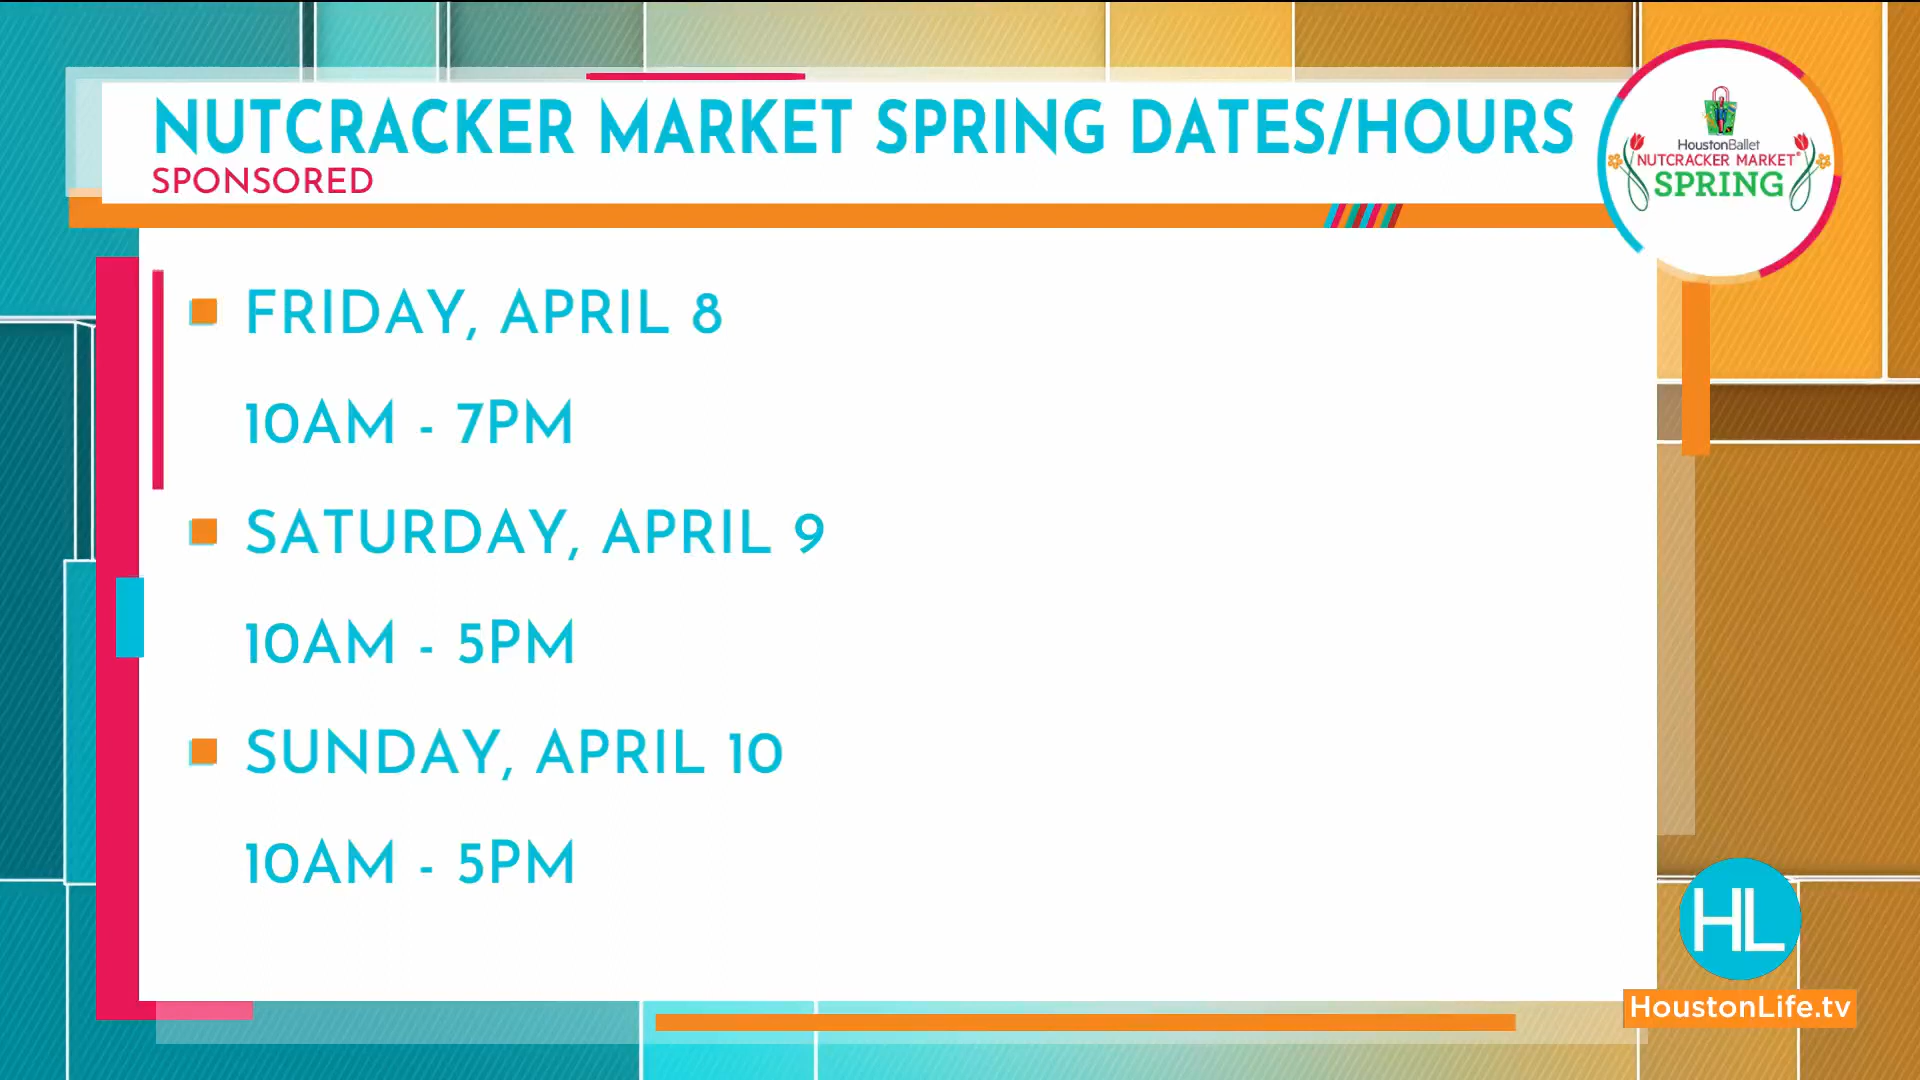 NUTCRACKER MARKET SPRING DATES/HOURS
SPONSORED
HoustonBallet
NUTCRACKER MARKET®
SPRING
FRIDAY, APRIL 8
10AM - 7PM
SATURDAY, APRIL 9
10AM - 5PM
SUNDAY, APRIL 10
10AM - 5PM
HL
HoustonLife.tv